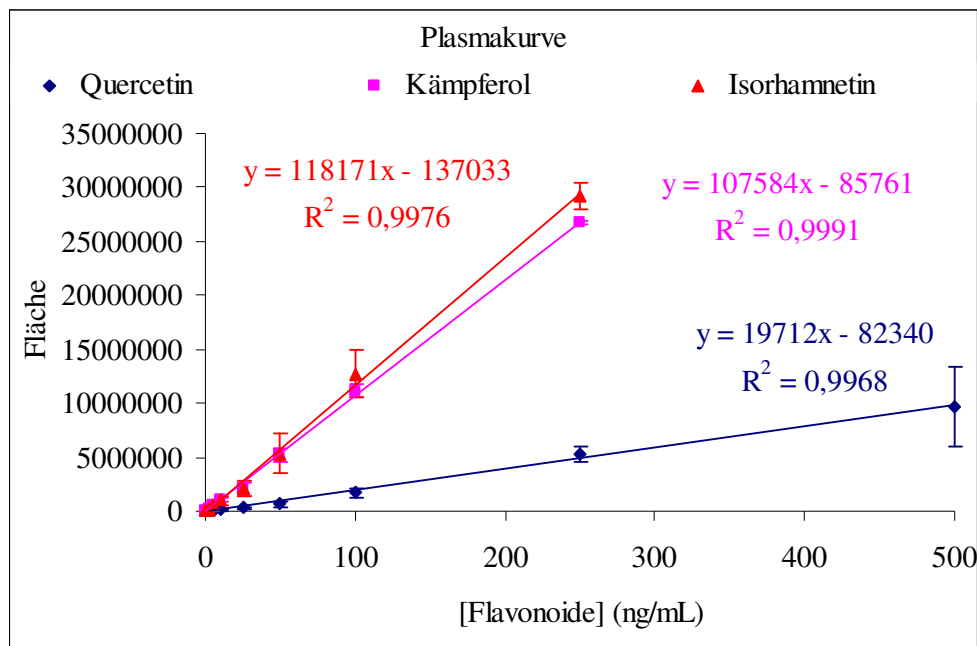 Plasmakurve
Quercetin Kämpferol Isorhamnetin
35000000
30000000
25000000
20000000
15000000
10000000
5000000
0
Fläche
y = 118171x - 137033
R² = 0,9976
y = 107584x - 85761
R² = 0,9991
y = 19712x - 82340
R² = 0,9968
0 100 200 300 400 500
[Flavonoide] (ng/mL)